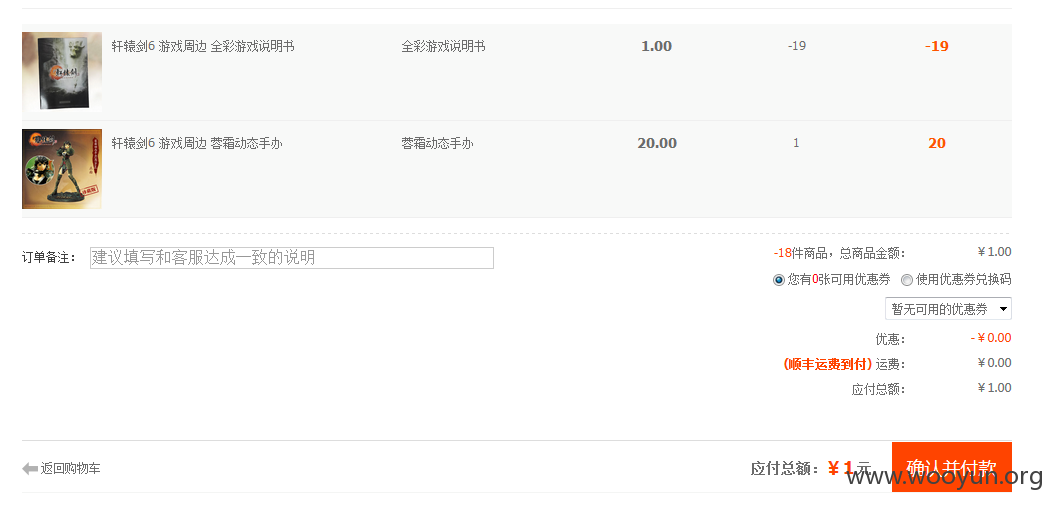 轩辕剑6 游戏周边 全彩游戏说明书 全彩游戏说明书 1.00 -19 -19
轩辕剑6 游戏周边 蓉霜动态手办 蓉霜动态手办 20.00 1 20
订单备注： 建议填写和客服达成一致的说明
-18件商品，总商品金额： ￥1.00
您有0张可用优惠券 使用优惠券兑换码
暂无可用的优惠券
优惠： -￥0.00
(顺丰运费到付) 运费： ￥0.00
应付总额： ￥1.00
返回购物车
应付总额：￥1元 确认并付款
www.wooyun.org